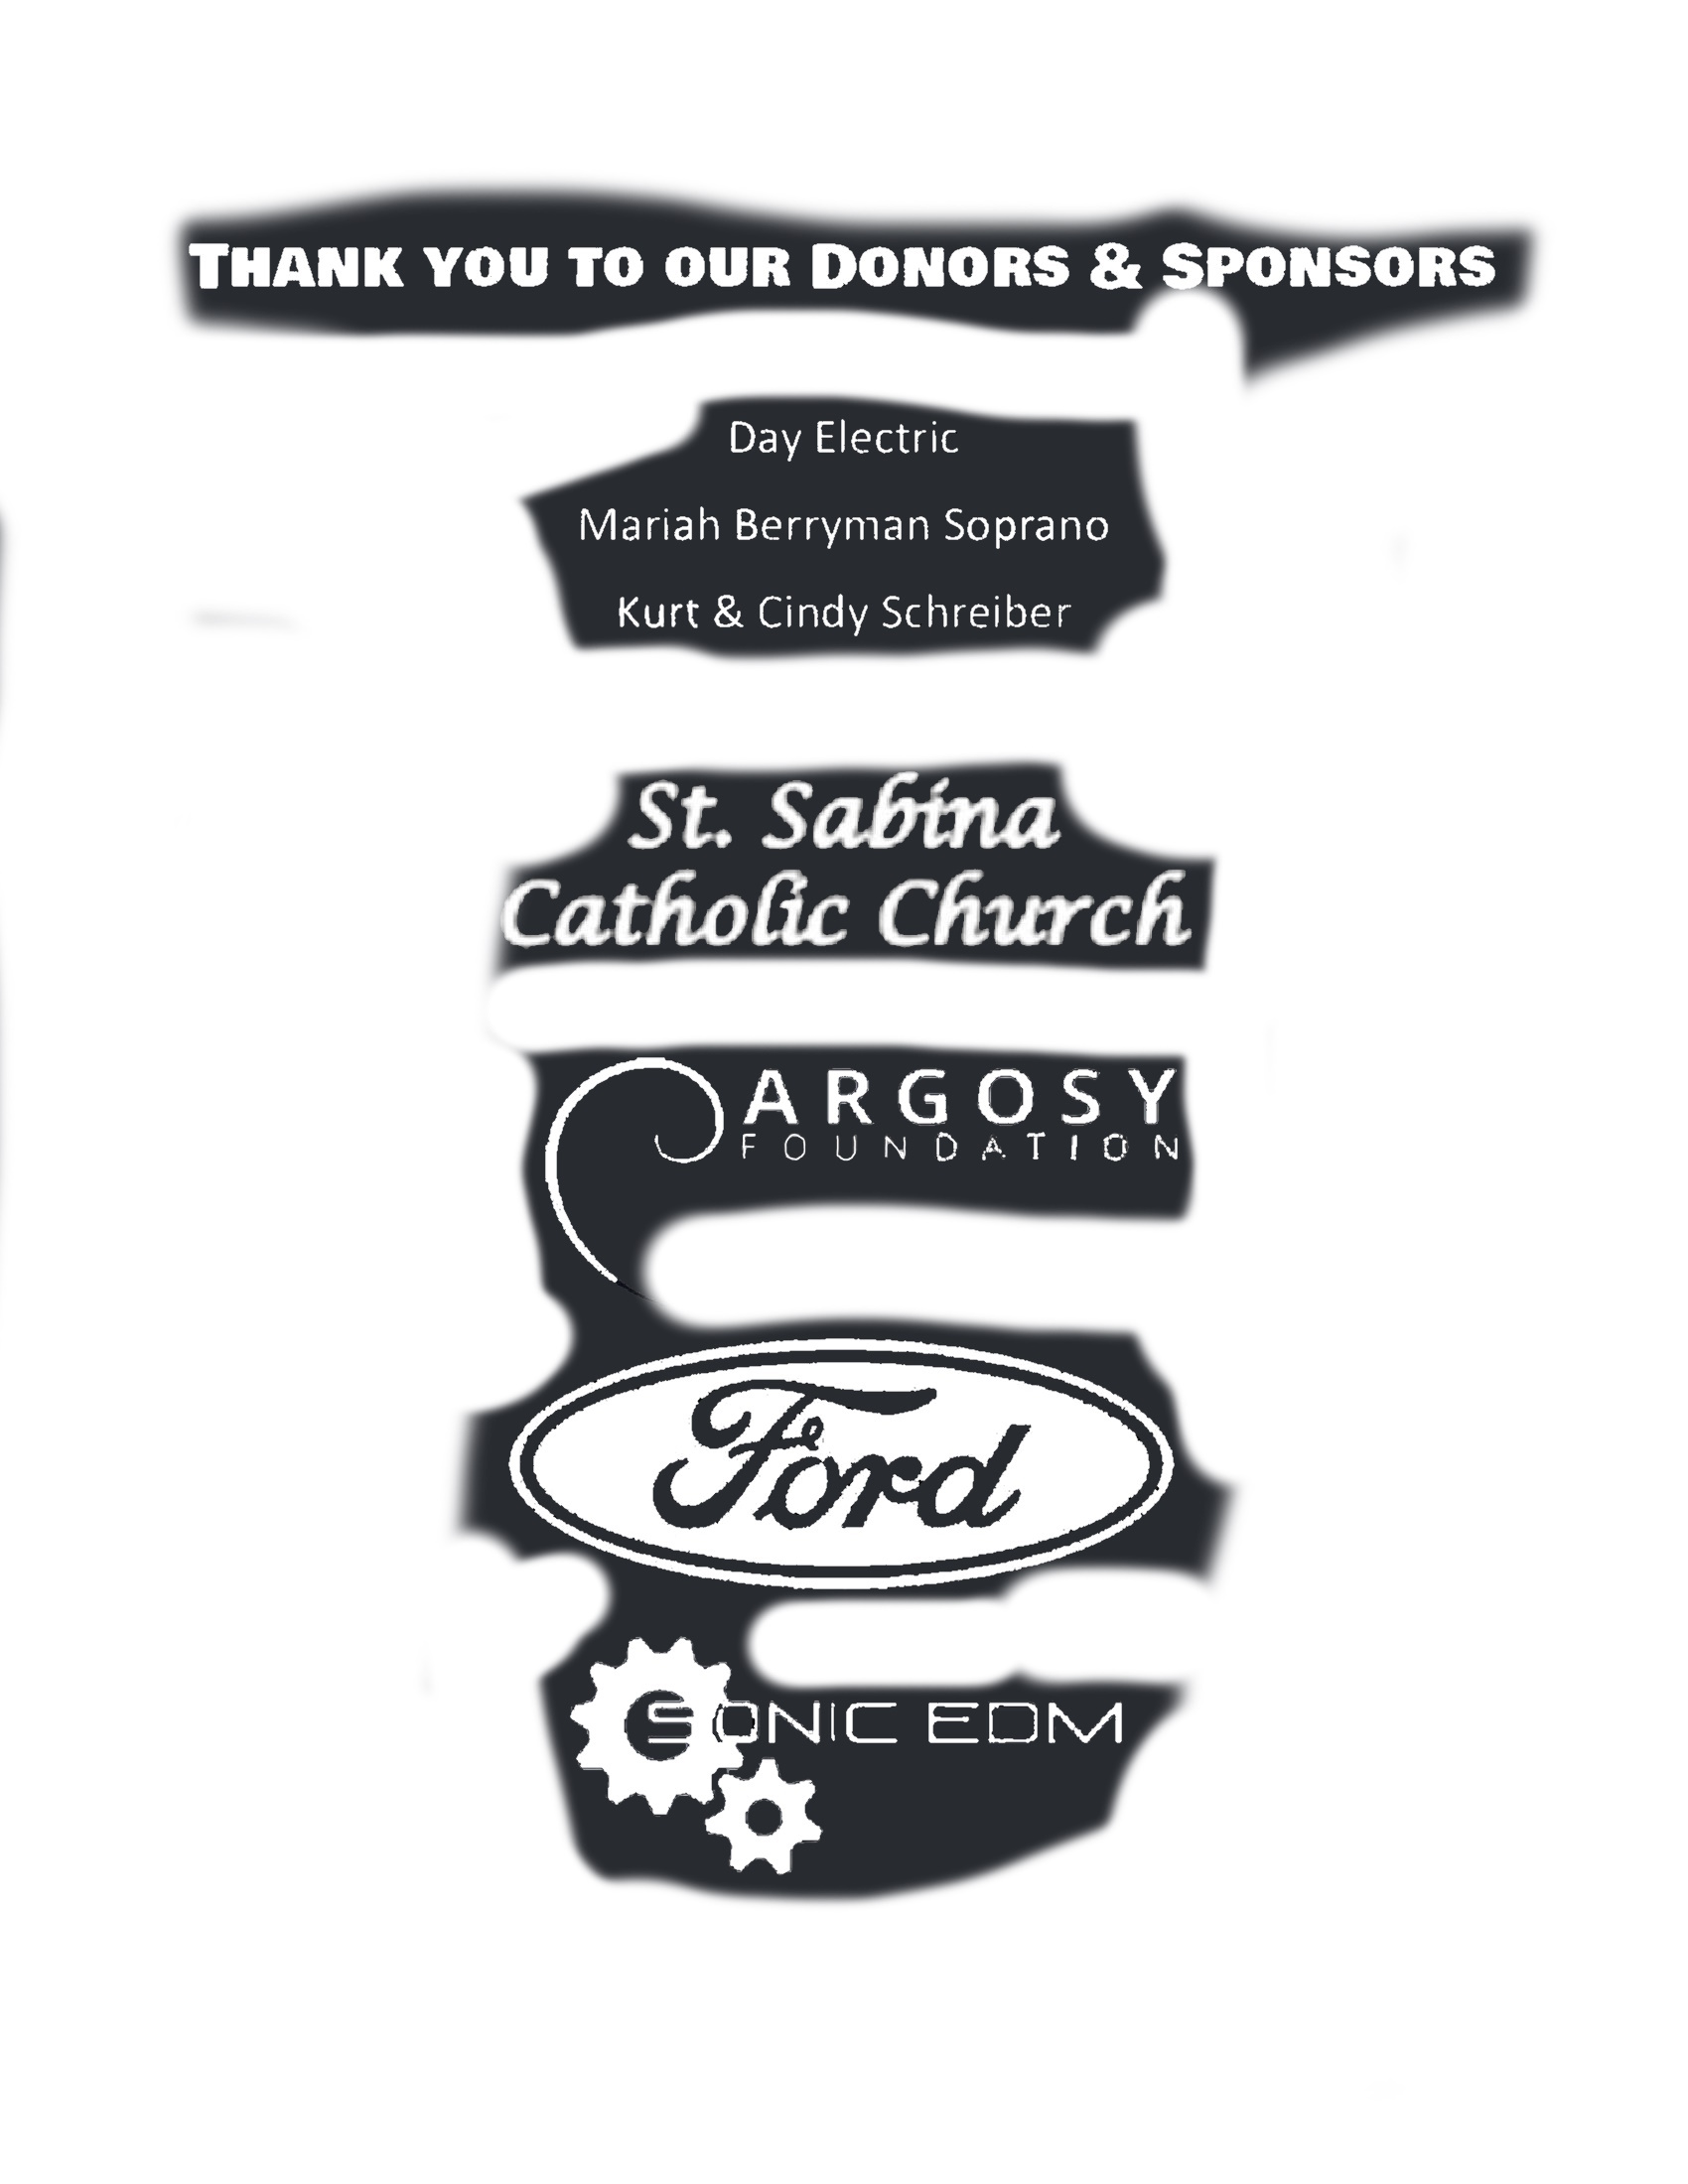 Thank you to our Donors & Sponsors
Day Electric
Mariah Berryman Soprano
Kurt & Cindy Schreiber
St. Sabina
Catholic Church
ARGOSY
FOUNDATION
Ford
SONIC EDM